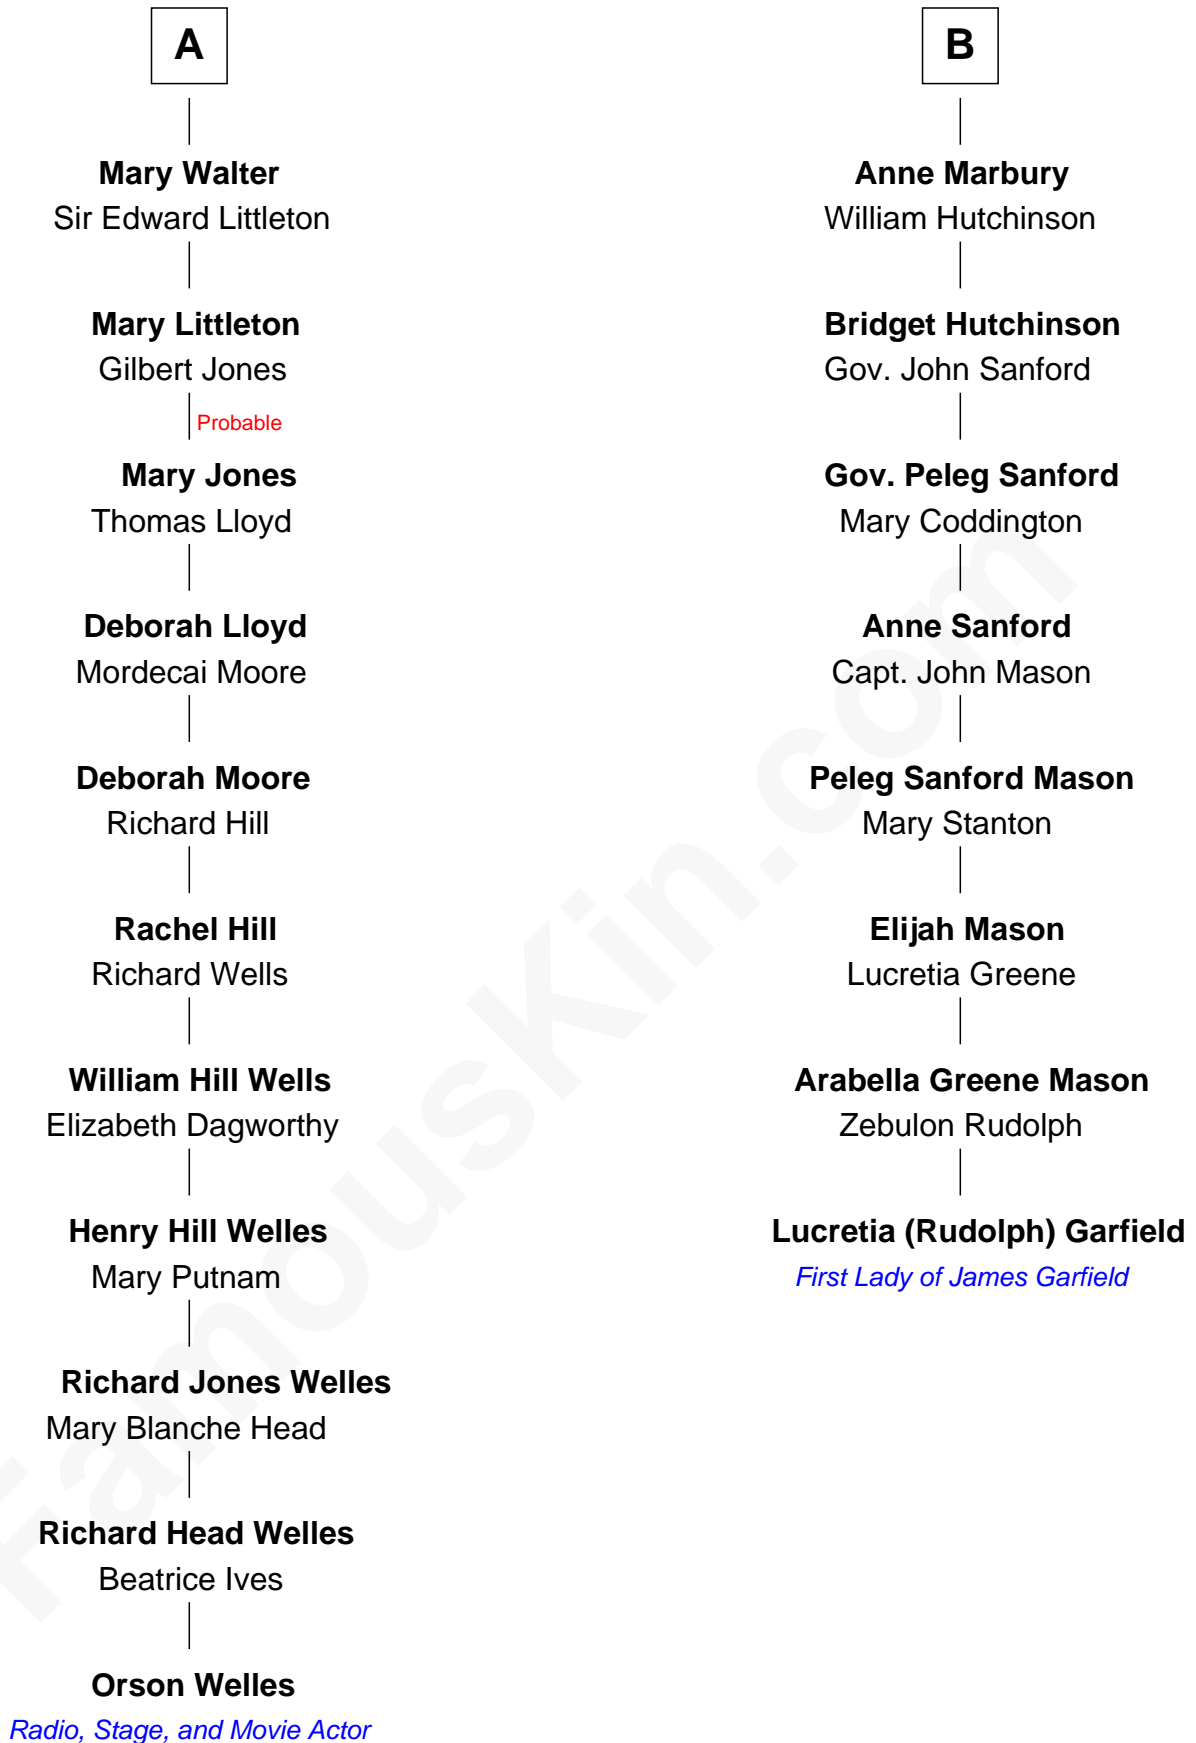 A
Mary Walter
Sir Edward Littleton
Mary Littleton
Gilbert Jones
Probable
Mary Jones
Thomas Lloyd
Deborah Lloyd
Mordecai Moore
Deborah Moore
Richard Hill
Rachel Hill
Richard Wells
William Hill Wells
Elizabeth Dagworthy
Henry Hill Welles
Mary Putnam
Richard Jones Welles
Mary Blanche Head
Richard Head Welles
Beatrice Ives
Orson Welles
Radio, Stage, and Movie Actor
B
Anne Marbury
William Hutchinson
Bridget Hutchinson
Gov. John Sanford
Gov. Peleg Sanford
Mary Coddington
Anne Sanford
Capt. John Mason
Peleg Sanford Mason
Mary Stanton
Elijah Mason
Lucretia Greene
Arabella Greene Mason
Zebulon Rudolph
Lucretia (Rudolph) Garfield
First Lady of James Garfield
FamousKin.com